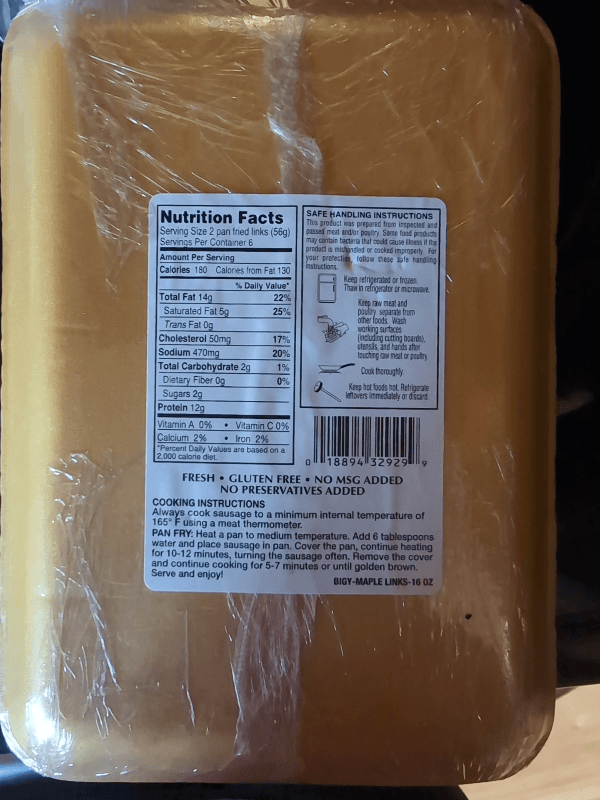 Nutrition Facts
Serving Size 2 pan fried links (56g)
Servings Per Container 6
Amount Per Serving
Calories 180 Calories from Fat 130
% Daily Value*
Total Fat 14g 22%
Saturated Fat 5g 25%
Trans Fat 0g
Cholesterol 50mg 17%
Sodium 470mg 20%
Total Carbohydrate 2g 1%
Dietary Fiber 0g 0%
Sugars 2g
Protein 12g
Vitamin A 0% • Vitamin C 0%
Calcium 2% • Iron 2%
*Percent Daily Values are based on a
2,000 calorie diet.
SAFE HANDLING INSTRUCTIONS
This product was prepared from inspected and
passed meat and/or poultry. Some food products
may contain bacteria that could cause illness if the
product is mishandled or cooked improperly. For
your protection, follow these safe handling
instructions.
Keep refrigerated or frozen.
Thaw in refrigerator or microwave.
Keep raw meat and
poultry separate from
other foods. Wash
working surfaces
(including cutting boards),
utensils, and hands after
touching raw meat or poultry.
Cook thoroughly.
Keep hot foods hot. Refrigerate
leftovers immediately or discard.
0 18894 32929 9
FRESH • GLUTEN FREE • NO MSG ADDED
NO PRESERVATIVES ADDED
COOKING INSTRUCTIONS
Always cook sausage to a minimum internal temperature of
165° F using a meat thermometer.
PAN FRY: Heat a pan to medium temperature. Add 6 tablespoons
water and place sausage in pan. Cover the pan, continue heating
for 10-12 minutes, turning the sausage often. Remove the cover
and continue cooking for 5-7 minutes or until golden brown.
Serve and enjoy!
BIGY-MAPLE LINKS-16 OZ